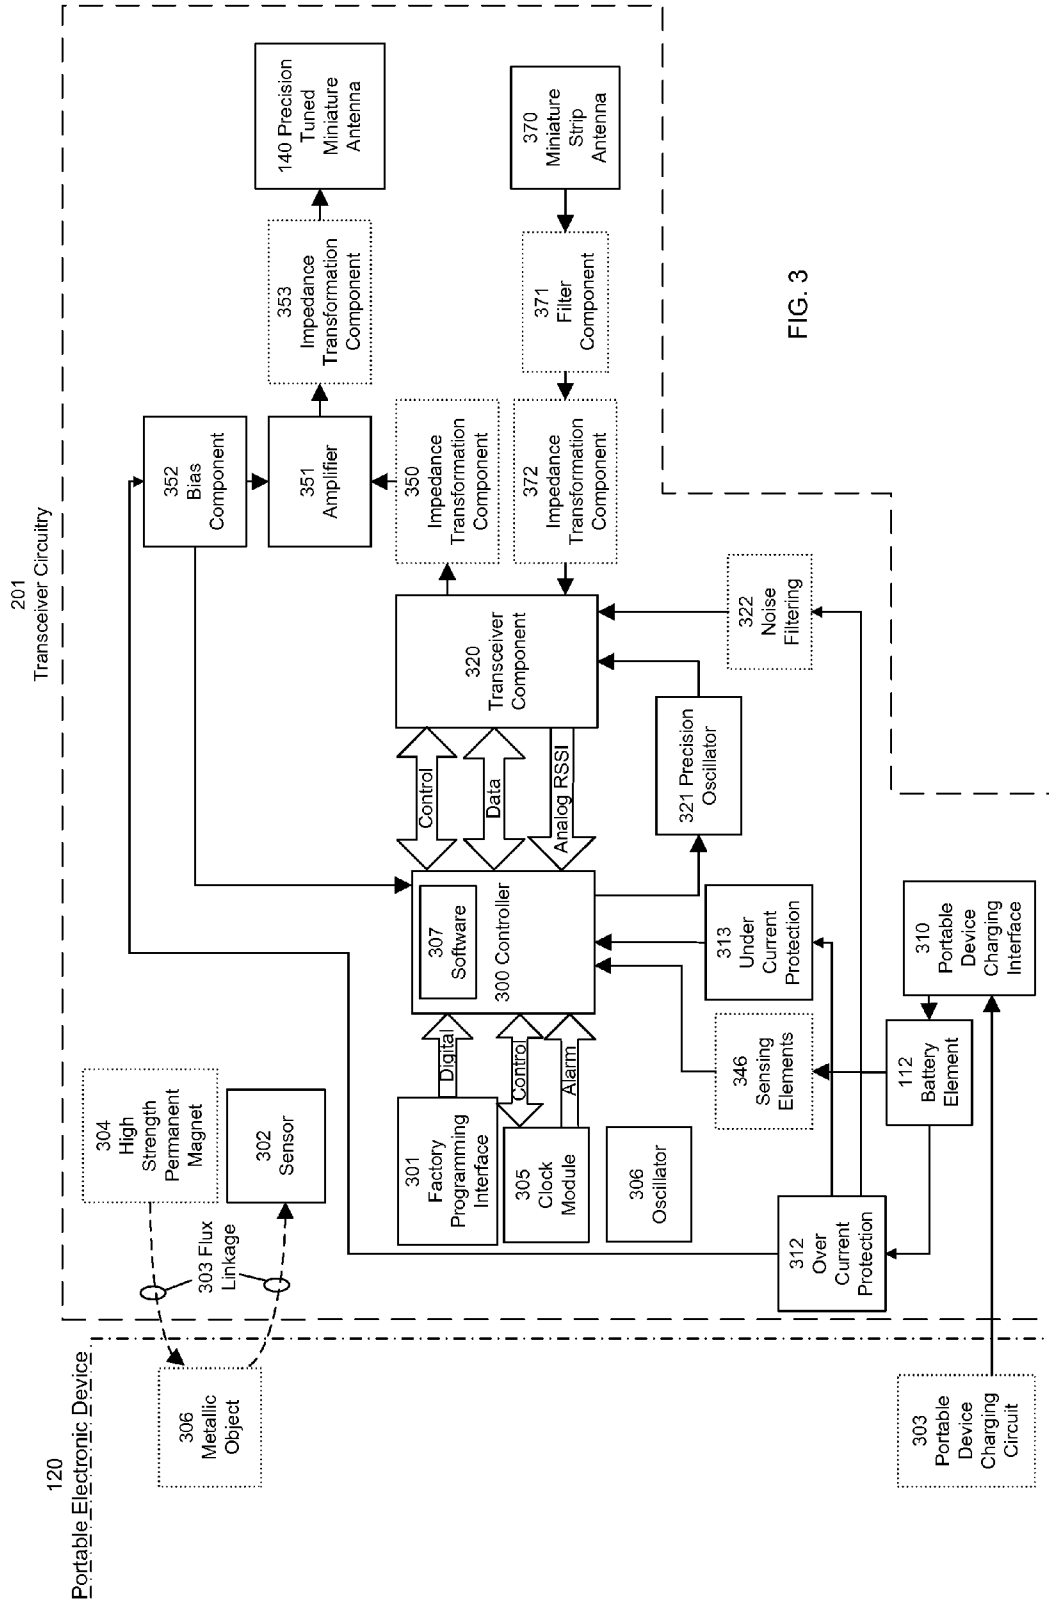 201
Transceiver Circuitry
120
Portable Electronic Device
306
Metallic
Object
303 Flux
Linkage
304
High
Strength
Permanent
Magnet
302
Sensor
352
Bias
Component
351
Amplifier
353
Impedance
Transformation
Component
140 Precision
Tuned
Miniature
Antenna
301
Factory
Programming
Interface
Digital
305
Clock
Module
Control
Alarm
306
Oscillator
307
Software
300 Controller
Control
Data
Analog RSSI
320
Transceiver
Component
350
Impedance
Transformation
Component
372
Impedance
Transformation
Component
371
Filter
Component
370
Miniature
Strip
Antenna
312
Over
Current
Protection
346
Sensing
Elements
313
Under
Current
Protection
321 Precision
Oscillator
322
Noise
Filtering
303
Portable
Device
Charging
Circuit
112
Battery
Element
310
Portable
Device
Charging
Interface
FIG. 3